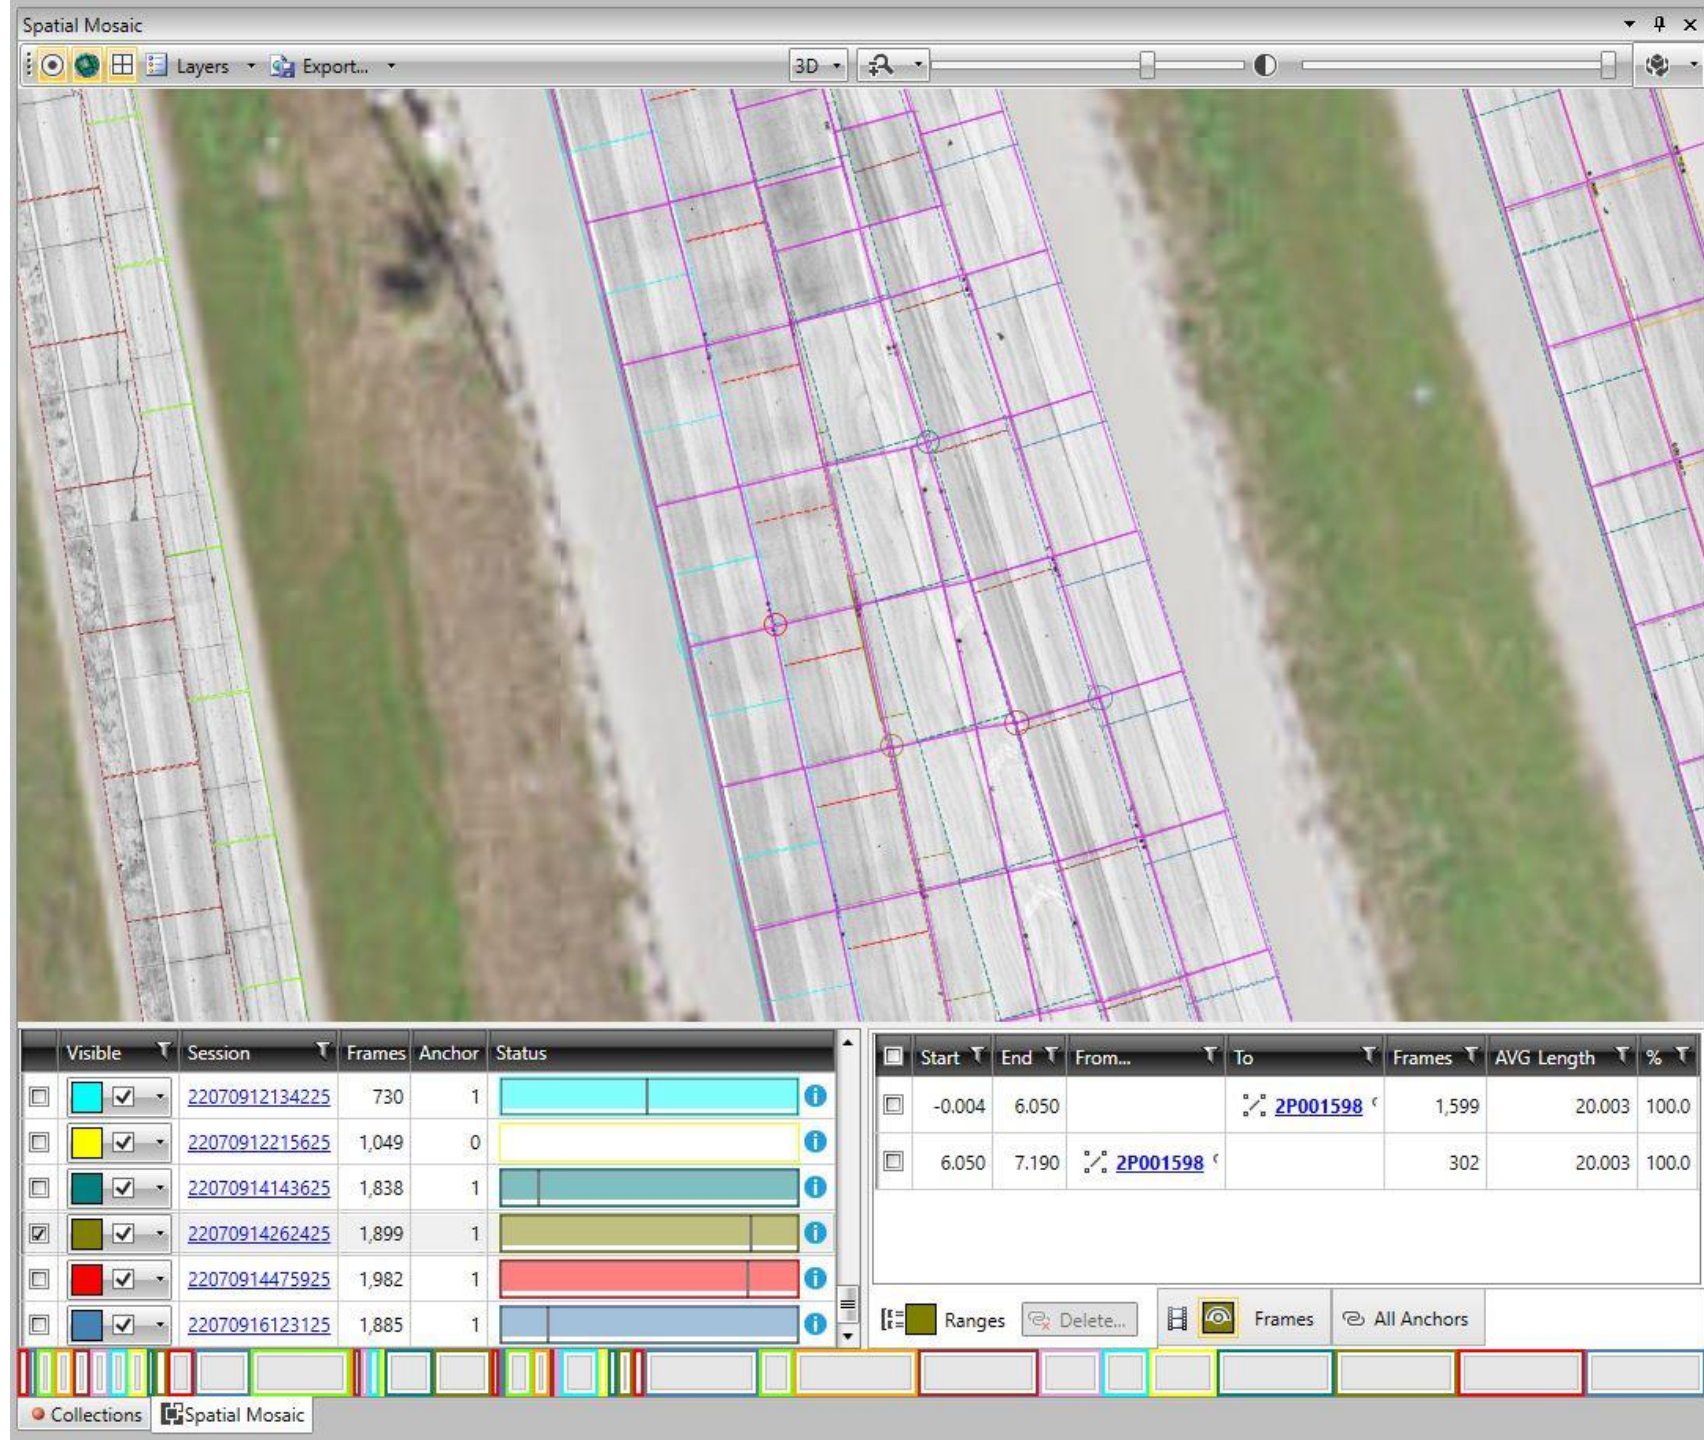 Spatial Mosaic
Layers Export... 3D
Visible Session Frames Anchor Status
22070912134225 730 1
22070912215625 1,049 0
22070914143625 1,838 1
22070914262425 1,899 1
22070914475925 1,982 1
22070916123125 1,885 1
Start End From... To Frames AVG Length %
-0.004 6.050 2P001598 1,599 20.003 100.0
6.050 7.190 2P001598 302 20.003 100.0
Ranges Delete... Frames All Anchors
Collections Spatial Mosaic